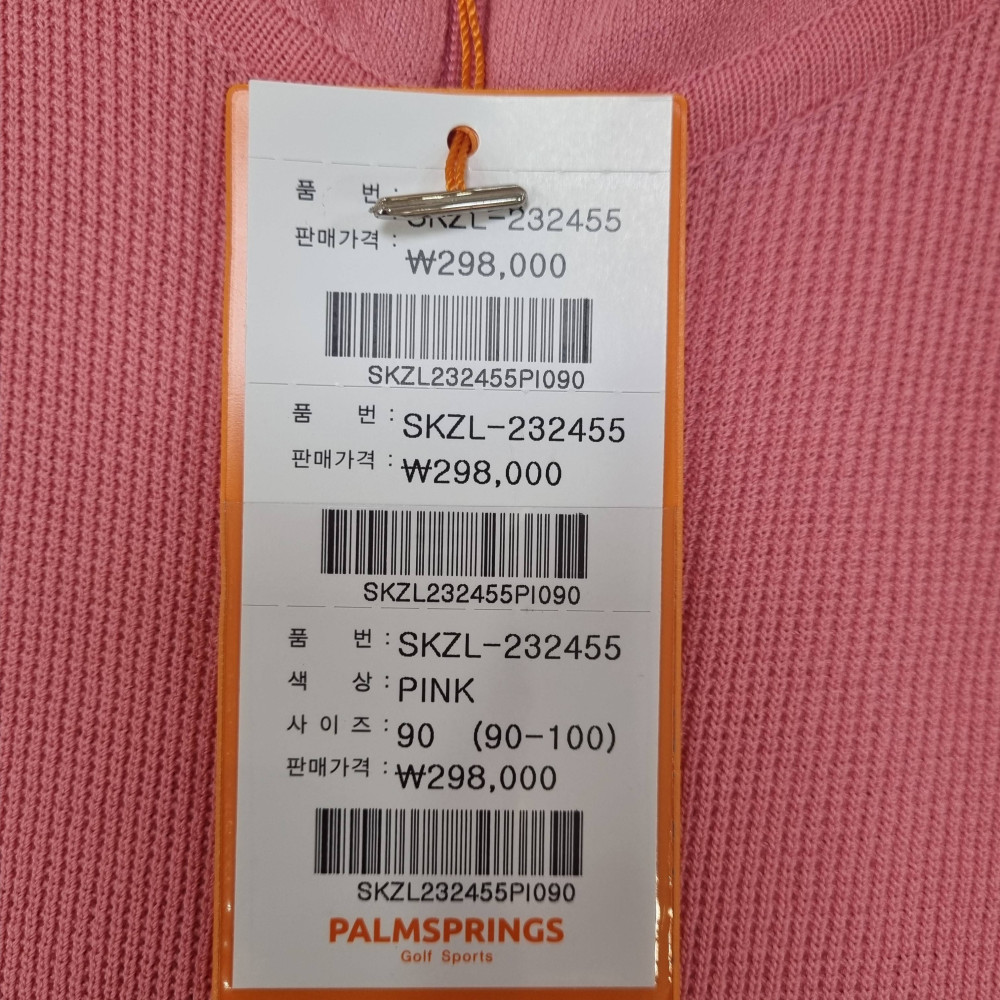 품 번 : SKZL-232455
판매가격 : ₩298,000
SKZL232455PI090
품 번 : SKZL-232455
판매가격 : ₩298,000
SKZL232455PI090
품 번 : SKZL-232455
색 상 : PINK
사 이 즈 : 90 (90-100)
판매가격 : ₩298,000
SKZL232455PI090
PALMSPRINGS
Golf Sports